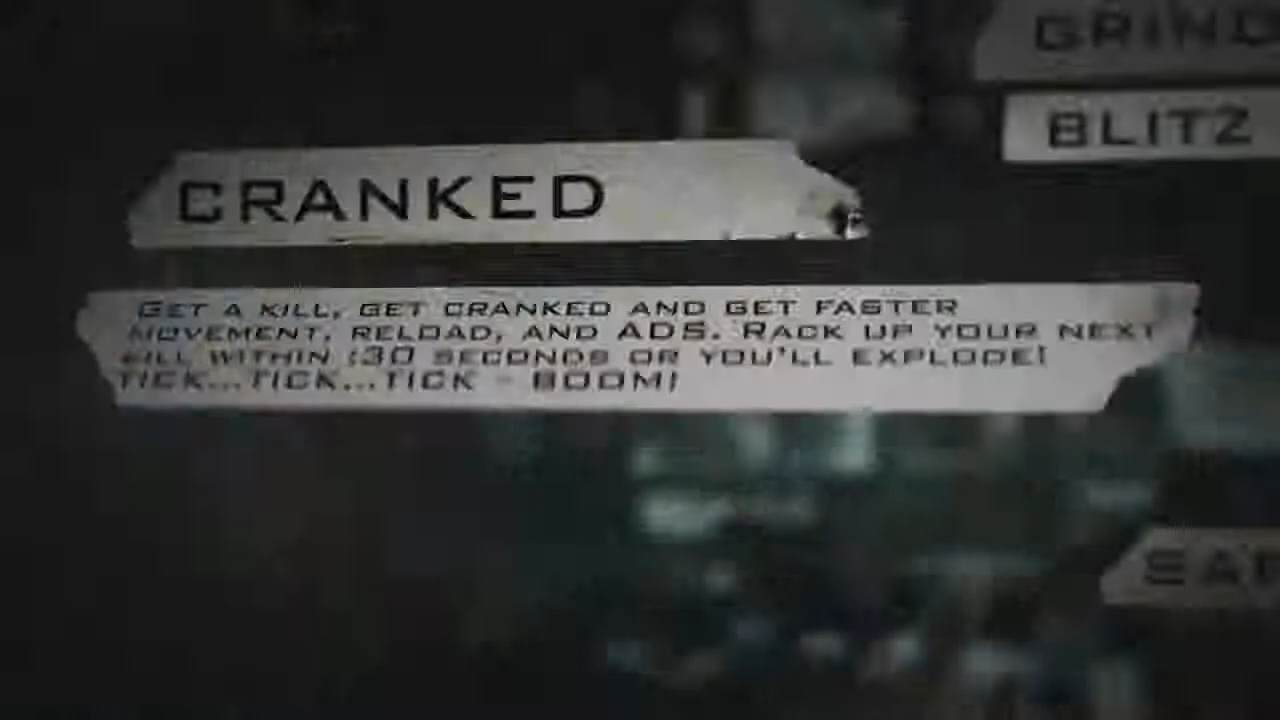 GRIND
BLITZ
CRANKED
GET A KILL, GET CRANKED AND GET FASTER
MOVEMENT, RELOAD, AND ADS. RACK UP YOUR NEXT
KILL WITHIN :30 SECONDS OR YOU'LL EXPLODE!
TICK...TICK...TICK - BOOM!